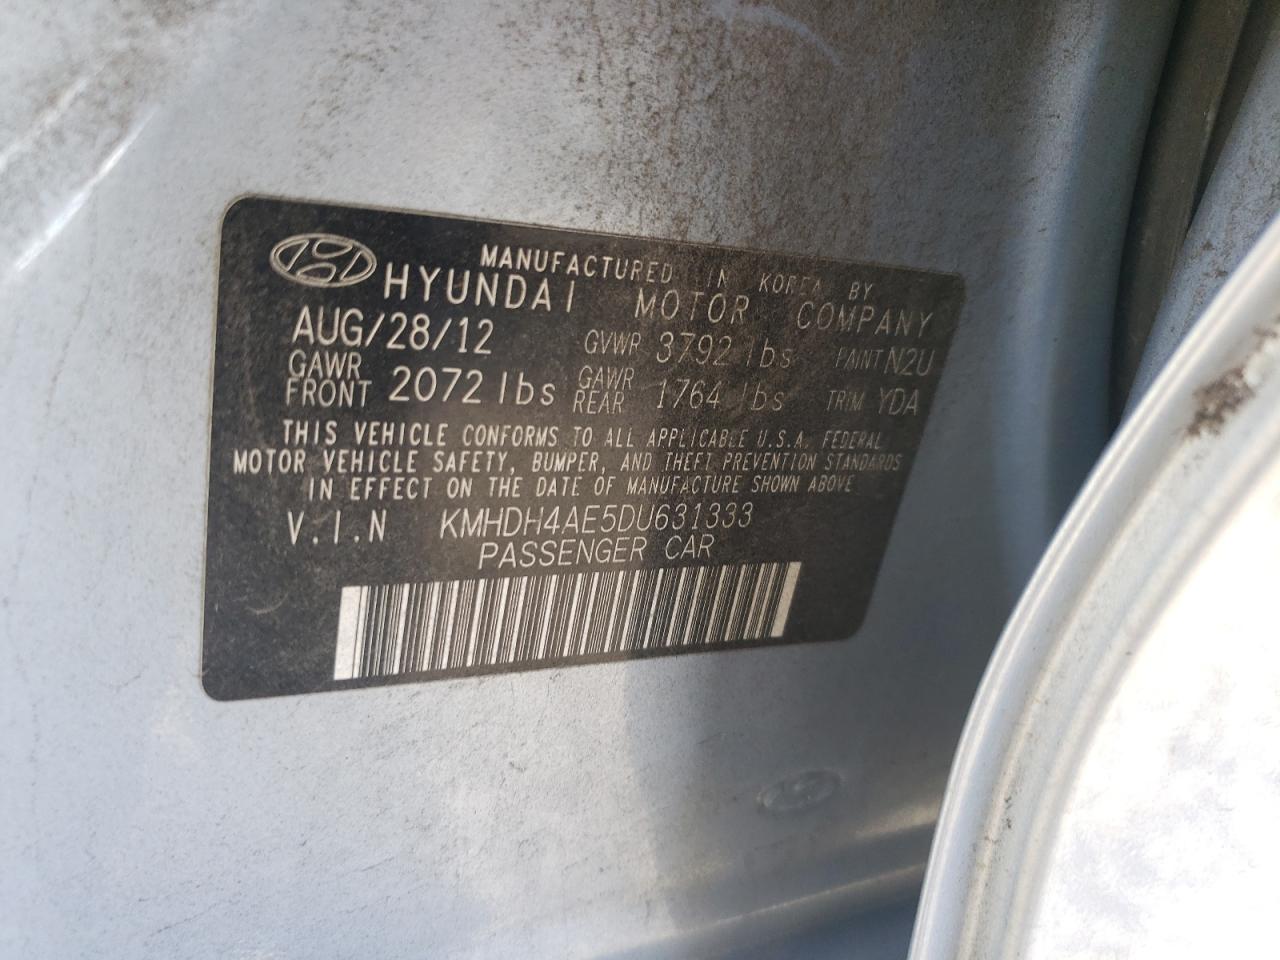 MANUFACTURED IN KOREA BY
HYUNDAI MOTOR COMPANY
AUG/28/12 GVWR 3792 lbs PAINT N2U
GAWR FRONT 2072 lbs GAWR REAR 1764 lbs TRIM YDA
THIS VEHICLE CONFORMS TO ALL APPLICABLE U.S.A. FEDERAL
MOTOR VEHICLE SAFETY, BUMPER, AND THEFT PREVENTION STANDARDS
IN EFFECT ON THE DATE OF MANUFACTURE SHOWN ABOVE
V.I.N KMHDH4AE5DU631333
PASSENGER CAR